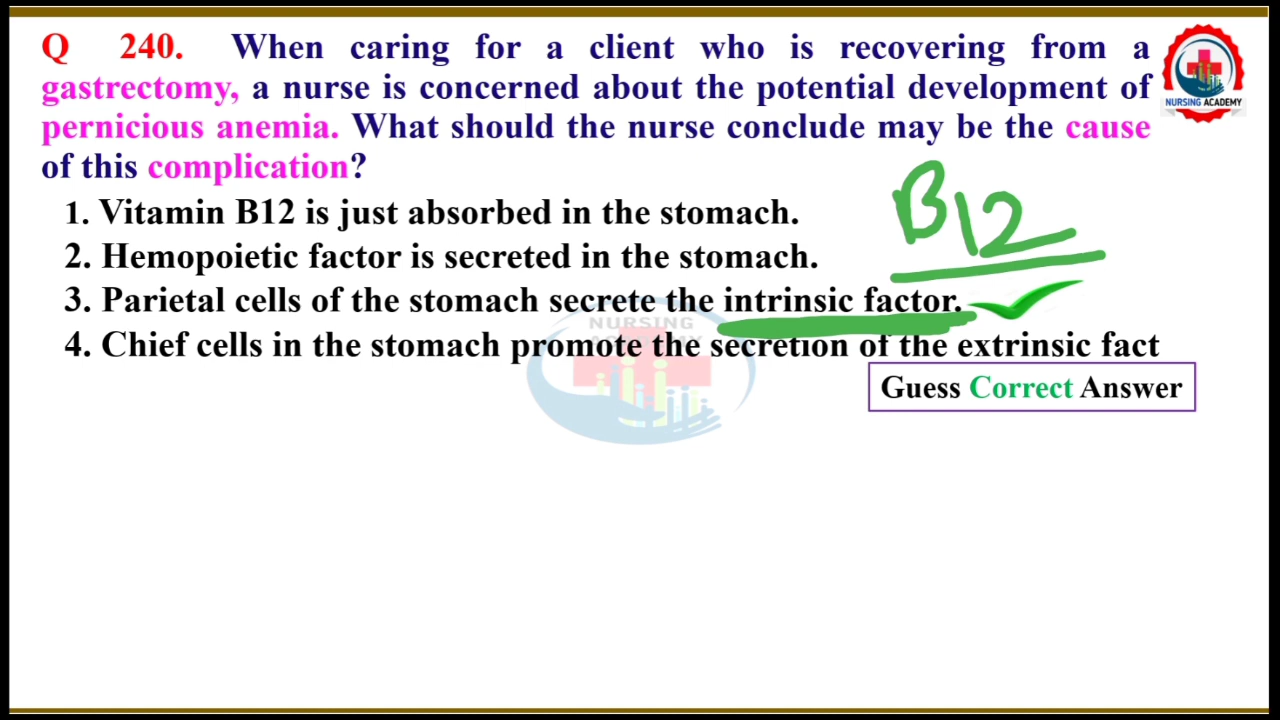 Q 240. When caring for a client who is recovering from a
gastrectomy, a nurse is concerned about the potential development of
pernicious anemia. What should the nurse conclude may be the cause
of this complication?
1. Vitamin B12 is just absorbed in the stomach.
2. Hemopoietic factor is secreted in the stomach.
3. Parietal cells of the stomach secrete the intrinsic factor.
4. Chief cells in the stomach promote the secretion of the extrinsic fact
B12
Guess Correct Answer
NURSING ACADEMY
NURSING
ACADEMY